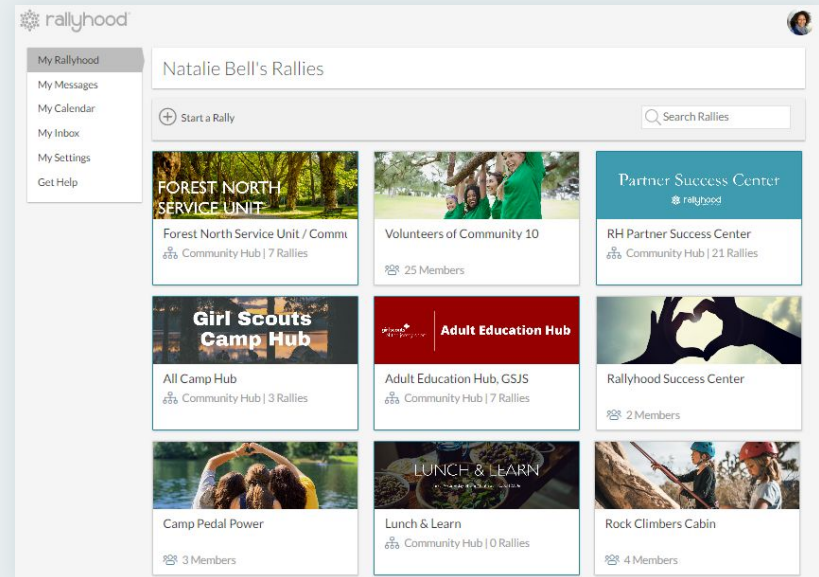 rallyhood
My Rallyhood
My Messages
My Calendar
My Inbox
My Settings
Get Help
Natalie Bell's Rallies
Start a Rally
Search Rallies
FOREST NORTH
SERVICE UNIT
Forest North Service Unit / Commu
Community Hub | 7 Rallies
Volunteers of Community 10
25 Members
Partner Success Center
rallyhood
RH Partner Success Center
Community Hub | 21 Rallies
Girl Scouts
Camp Hub
All Camp Hub
Community Hub | 3 Rallies
girl scouts
Adult Education Hub
Adult Education Hub, GSJS
Community Hub | 7 Rallies
Rallyhood Success Center
2 Members
Camp Pedal Power
3 Members
LUNCH & LEARN
Lunch & Learn
Community Hub | 0 Rallies
Rock Climbers Cabin
4 Members